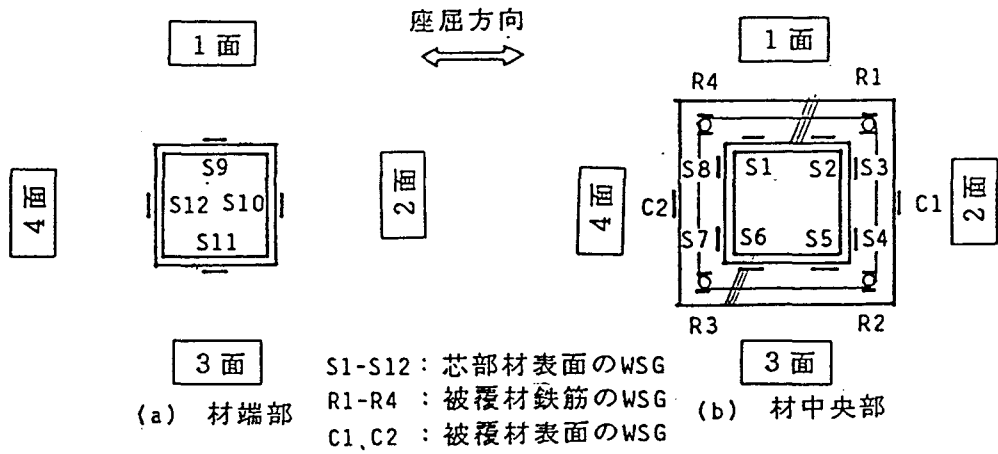 座屈方向
1面
1面
R4 R1
S9
S12 S10
S11
4面
2面
S8 S1 S2 S3
C2 C1
S7 S6 S5 S4
4面
2面
R3 R2
3面
3面
(a) 材端部
S1-S12：芯部材表面のWSG
R1-R4：被覆材鉄筋のWSG
C1、C2：被覆材表面のWSG
(b) 材中央部